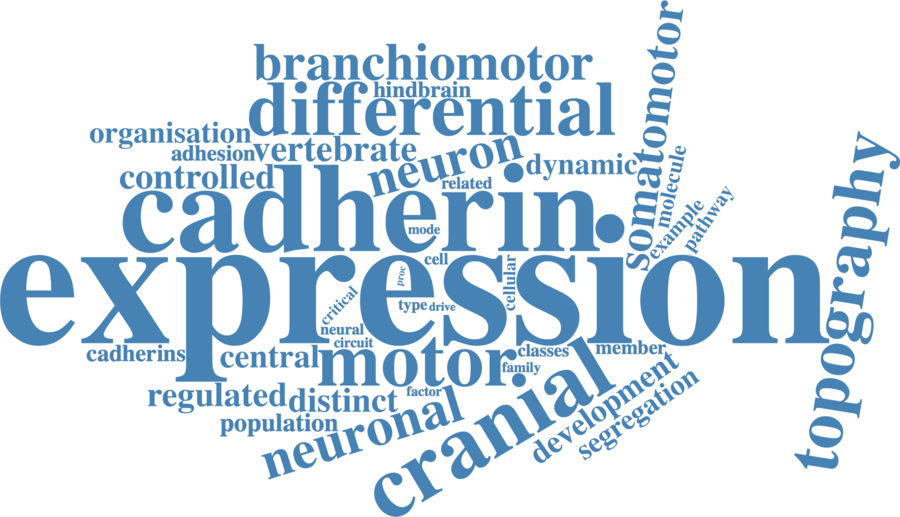 branchiomotor
hindbrain
differential
organisation
adhesion
vertebrate
controlled
neuron
related
dynamic
somatomotor
molecule
example
pathway
topography
cadherin
mode
cell
expression
proc
cellular
critical
type
drive
neural
circuit
cadherins
central
motor
classes
family
member
regulated
distinct
factor
population
neuronal
cranial
development
segregation